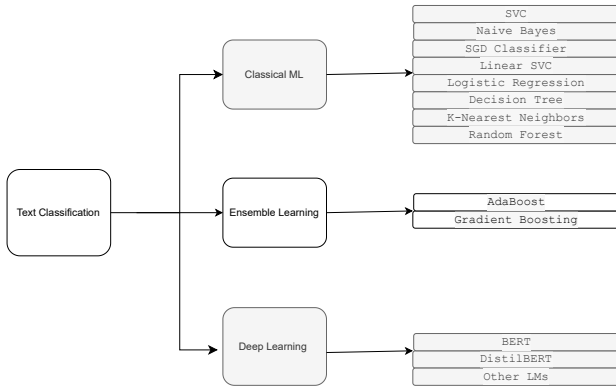 SVC
Naive Bayes
SGD Classifier
Classical ML
Linear SVC
Logistic Regression
Decision Tree
K-Nearest Neighbors
Random Forest
Text Classification
Ensemble Learning
AdaBoost
Gradient Boosting
Deep Learning
BERT
DistilBERT
Other LMs